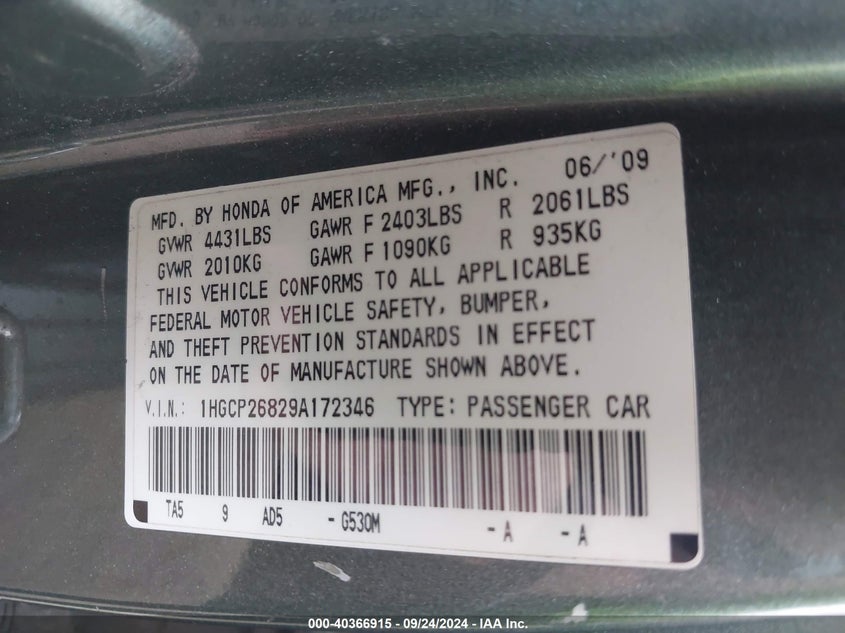 MFD. BY HONDA OF AMERICA MFG., INC. 06/'09
GVWR 4431LBS GAWR F 2403LBS R 2061LBS
GVWR 2010KG GAWR F 1090KG R 935KG
THIS VEHICLE CONFORMS TO ALL APPLICABLE
FEDERAL MOTOR VEHICLE SAFETY, BUMPER,
AND THEFT PREVENTION STANDARDS IN EFFECT
ON THE DATE OF MANUFACTURE SHOWN ABOVE.
V.I.N.: 1HGCP26829A172346 TYPE: PASSENGER CAR
TA5 9 AD5 - G530M - A - A
000-40366915 - 09/24/2024 - IAA Inc.